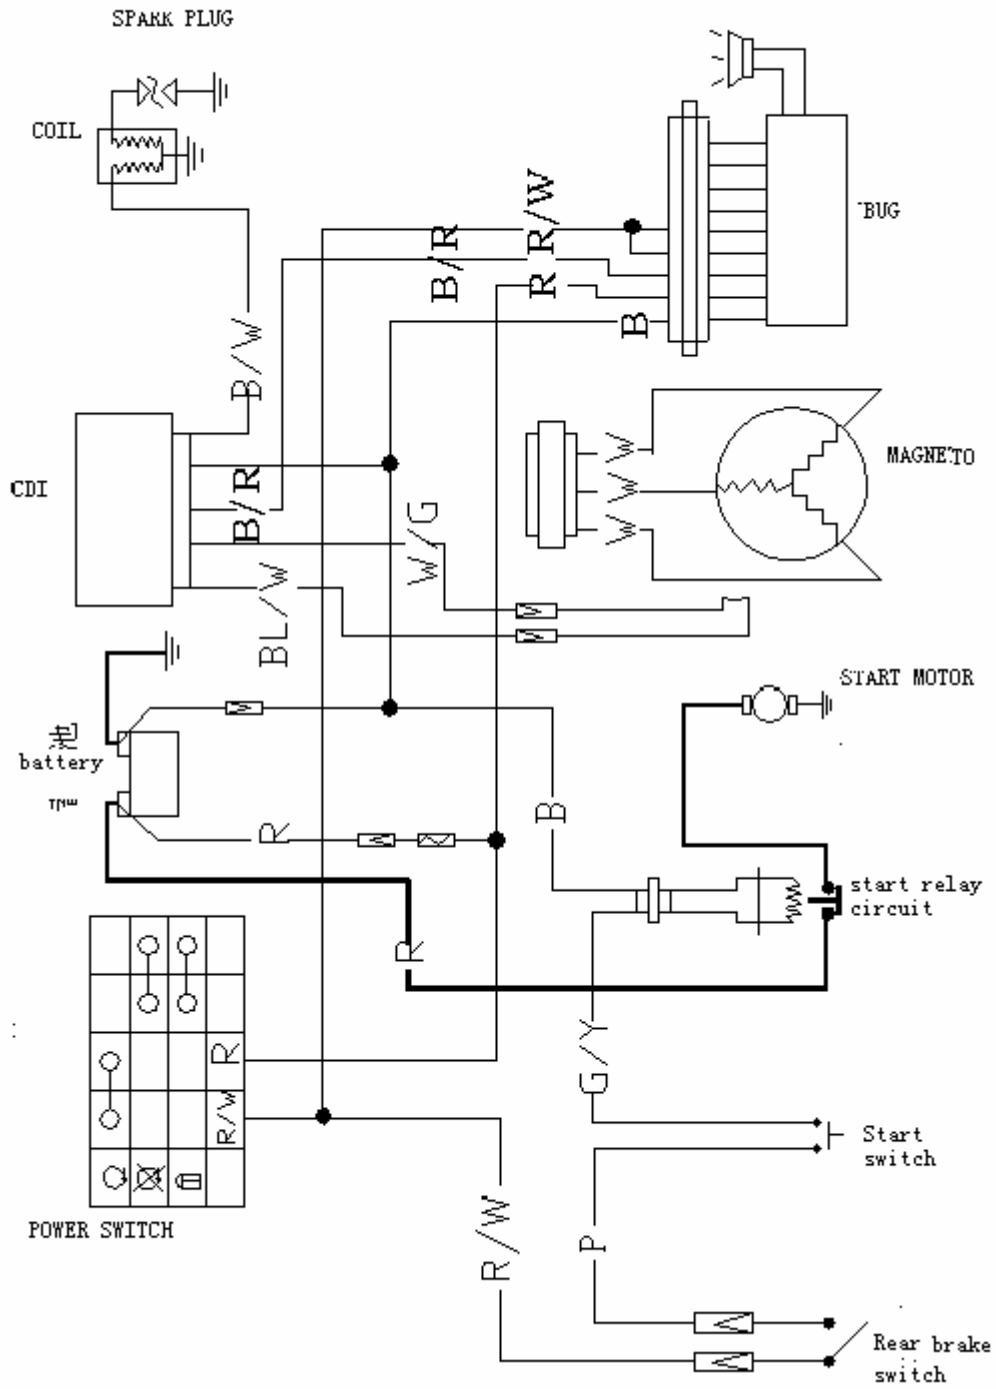 SPARK PLUG
COIL
BUG
R/W
B/R
R
R
B
B/W
CDI
B/R
W/G
BL/W
W
W
W
MAGNETO
START MOTOR
池
battery
R
B
start relay
circuit
R
G/Y
R
R/W
Start
switch
POWER SWITCH
R/W
P
Rear brake
switch